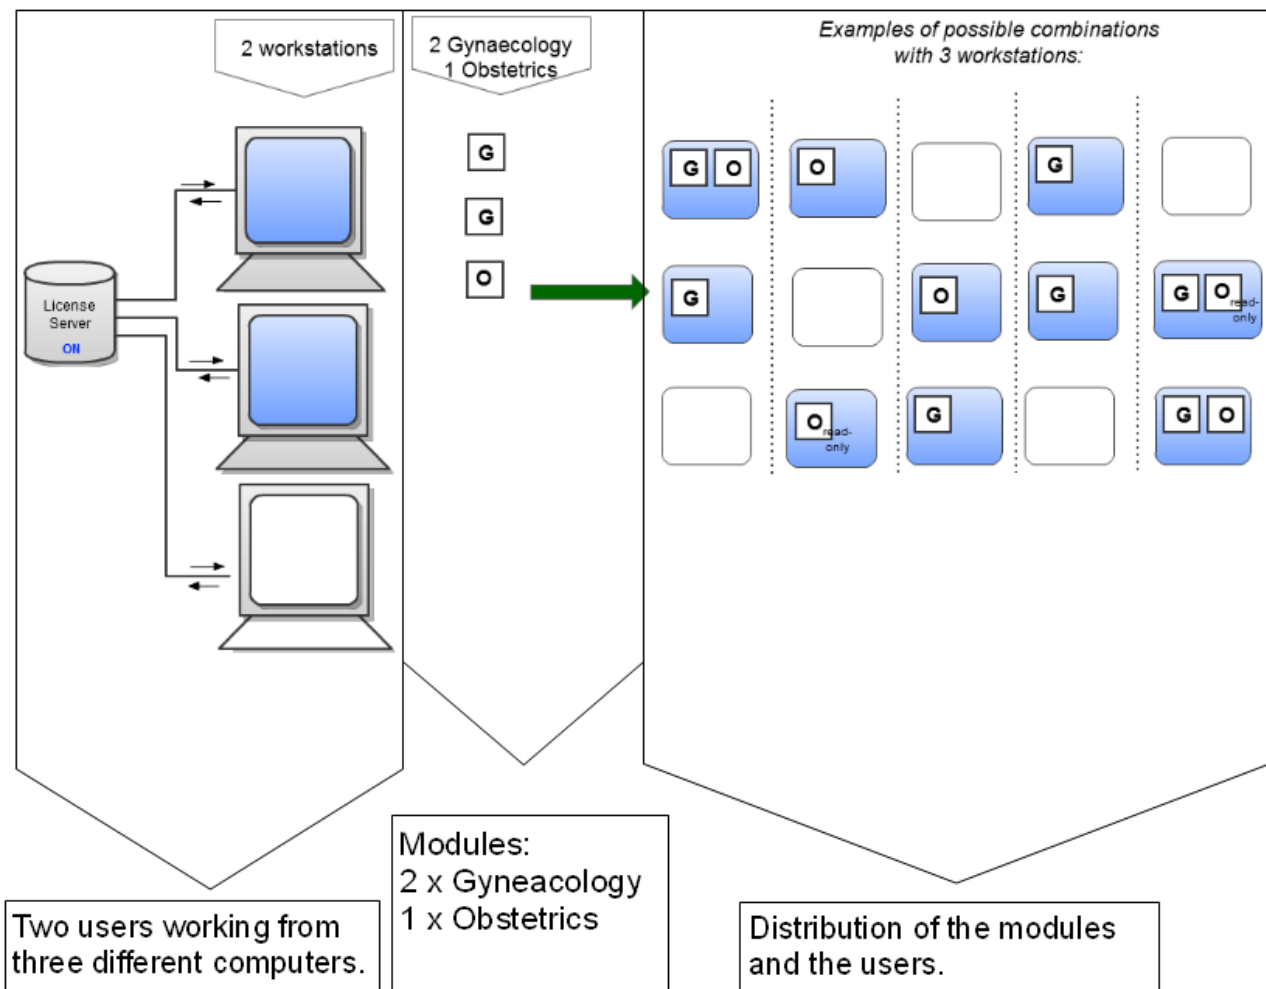 2 workstations
2 Gynaecology
1 Obstetrics
Examples of possible combinations
with 3 workstations:
G
G
O
License
Server
ON
G O
O
G
G
O
G
G O
read-
only
O
read-
only
G
G O
Two users working from
three different computers.
Modules:
2 x Gyneacology
1 x Obstetrics
Distribution of the modules
and the users.